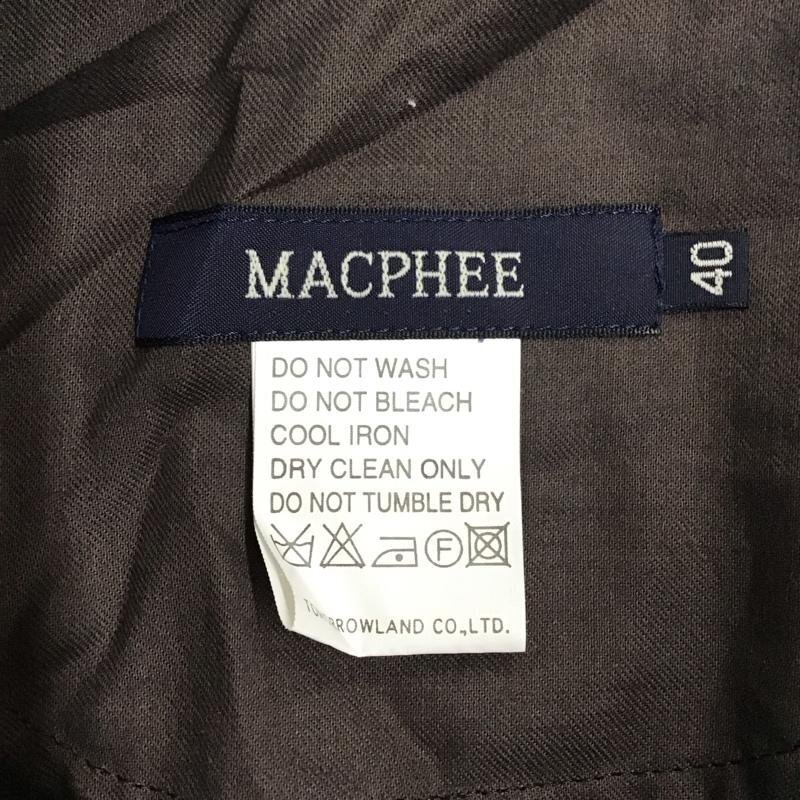 MACPHEE
40
DO NOT WASH
DO NOT BLEACH
COOL IRON
DRY CLEAN ONLY
DO NOT TUMBLE DRY
F
CO.,LTD.